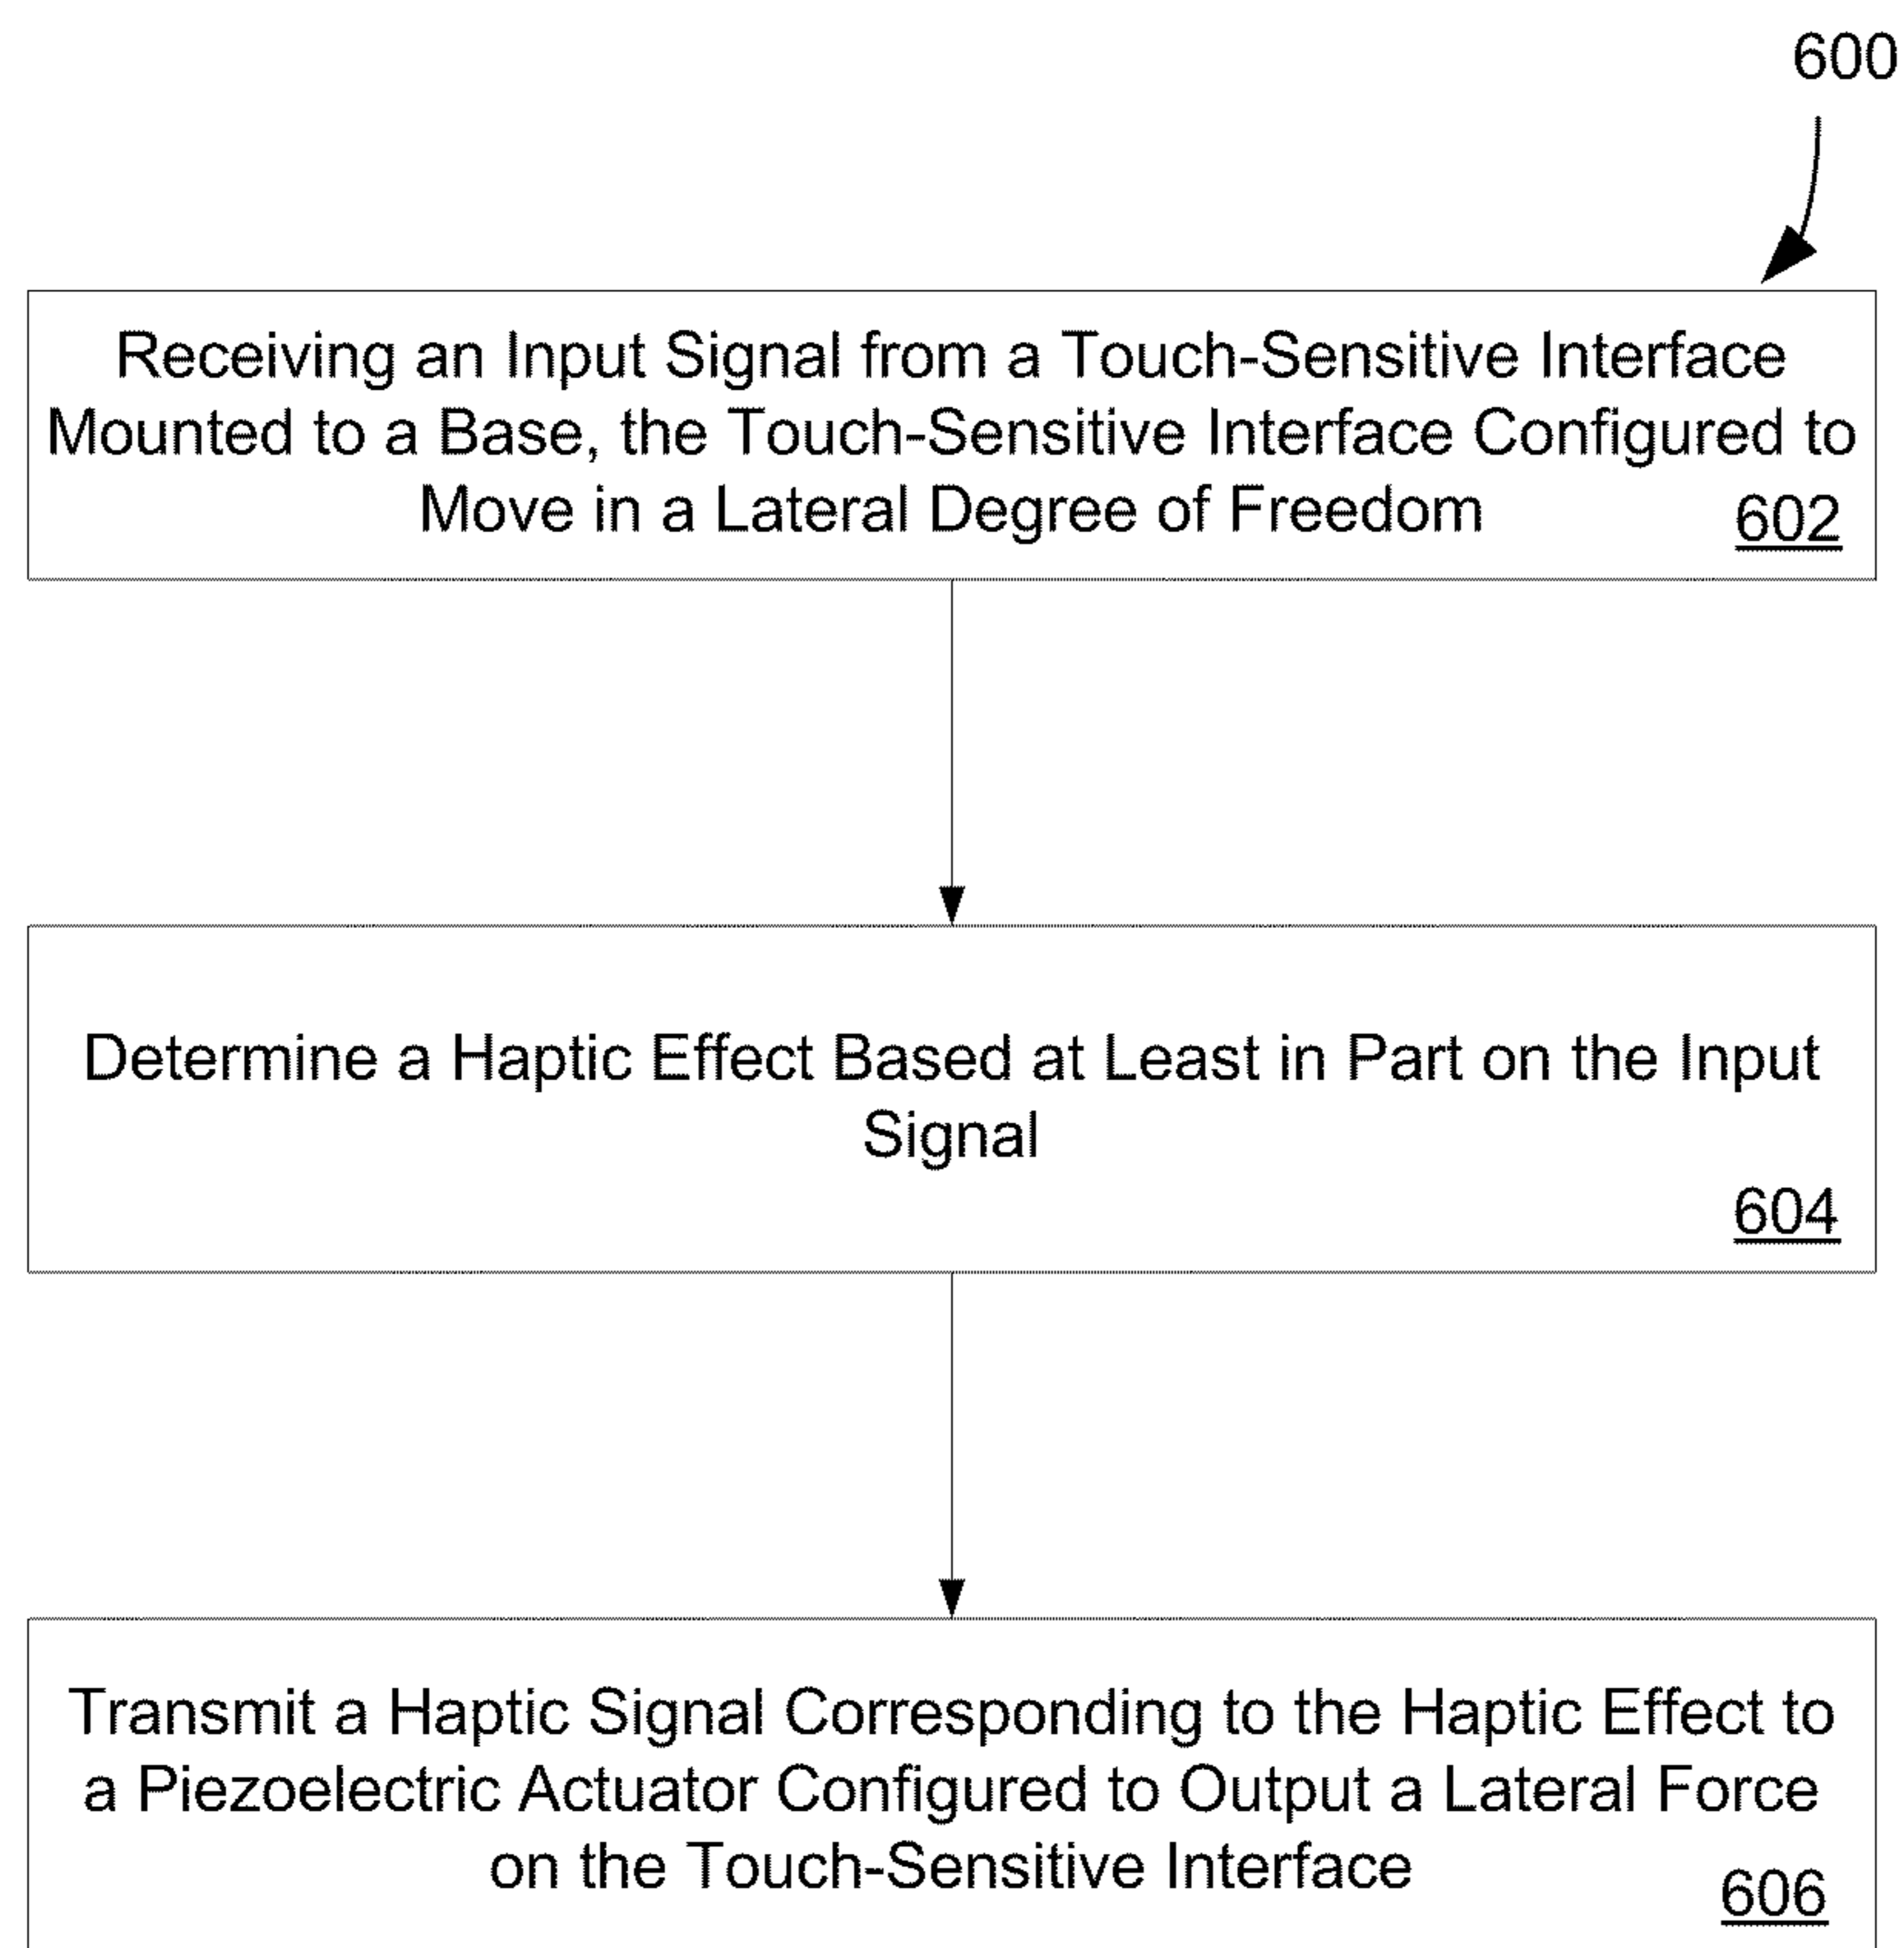 600
Receiving an Input Signal from a Touch-Sensitive Interface
Mounted to a Base, the Touch-Sensitive Interface Configured to
Move in a Lateral Degree of Freedom
602
Determine a Haptic Effect Based at Least in Part on the Input
Signal
604
Transmit a Haptic Signal Corresponding to the Haptic Effect to
a Piezoelectric Actuator Configured to Output a Lateral Force
on the Touch-Sensitive Interface
606